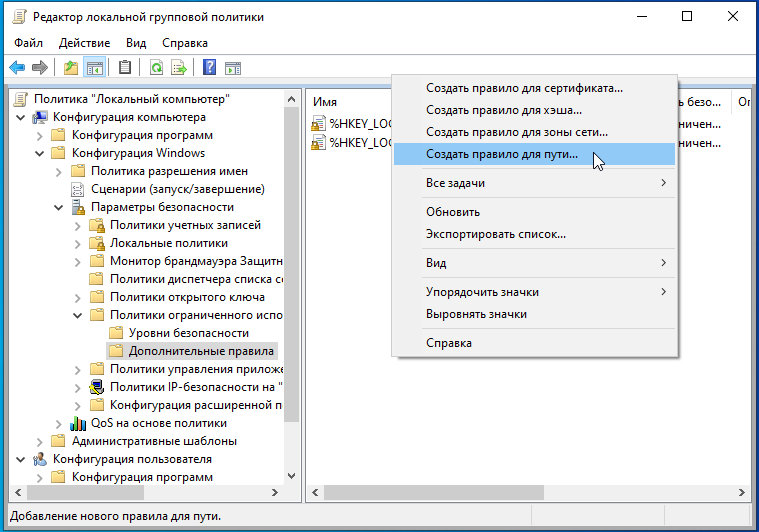 Редактор локальной групповой политики
Файл Действие Вид Справка
Политика "Локальный компьютер"
Конфигурация компьютера
Конфигурация программ
Конфигурация Windows
Политика разрешения имен
Сценарии (запуск/завершение)
Параметры безопасности
Политики учетных записей
Локальные политики
Монитор брандмауэра Защитн
Политики диспетчера списка се
Политики открытого ключа
Политики ограниченного испо
Уровни безопасности
Дополнительные правила
Политики управления приложе
Политики IP-безопасности на "
Конфигурация расширенной п
QoS на основе политики
Административные шаблоны
Конфигурация пользователя
Конфигурация программ
Имя
ь безо...
Оп
%HKEY_LOC
ничен...
%HKEY_LOC
ничен...
Создать правило для сертификата...
Создать правило для хэша...
Создать правило для зоны сети...
Создать правило для пути...
Все задачи
Обновить
Экспортировать список...
Вид
Упорядочить значки
Выровнять значки
Справка
Добавление нового правила для пути.